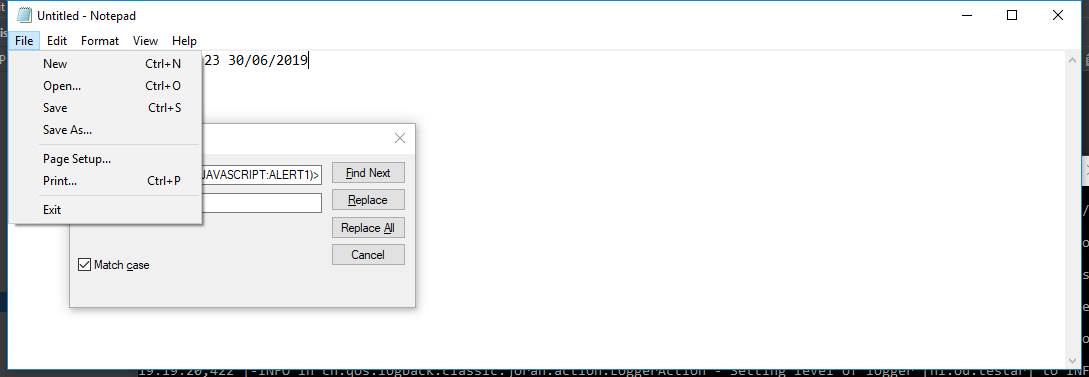 Untitled - Notepad
File Edit Format View Help
23 30/06/2019
New Ctrl+N
Open... Ctrl+O
Save Ctrl+S
Save As...
Page Setup...
Print... Ctrl+P
Exit
JAVASCRIPT:ALERT1)>
Find Next
Replace
Replace All
Cancel
Match case
19:19:20,422 |-INFO in ch.qos.logback.classic.joran.action.LoggerAction - Setting level of logger [nl.ou.testar] to INF